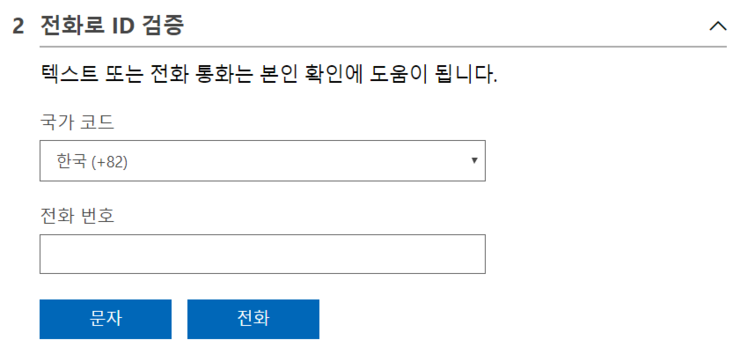 2 전화로 ID 검증
텍스트 또는 전화 통화는 본인 확인에 도움이 됩니다.
국가 코드
한국 (+82)
전화 번호
문자 전화